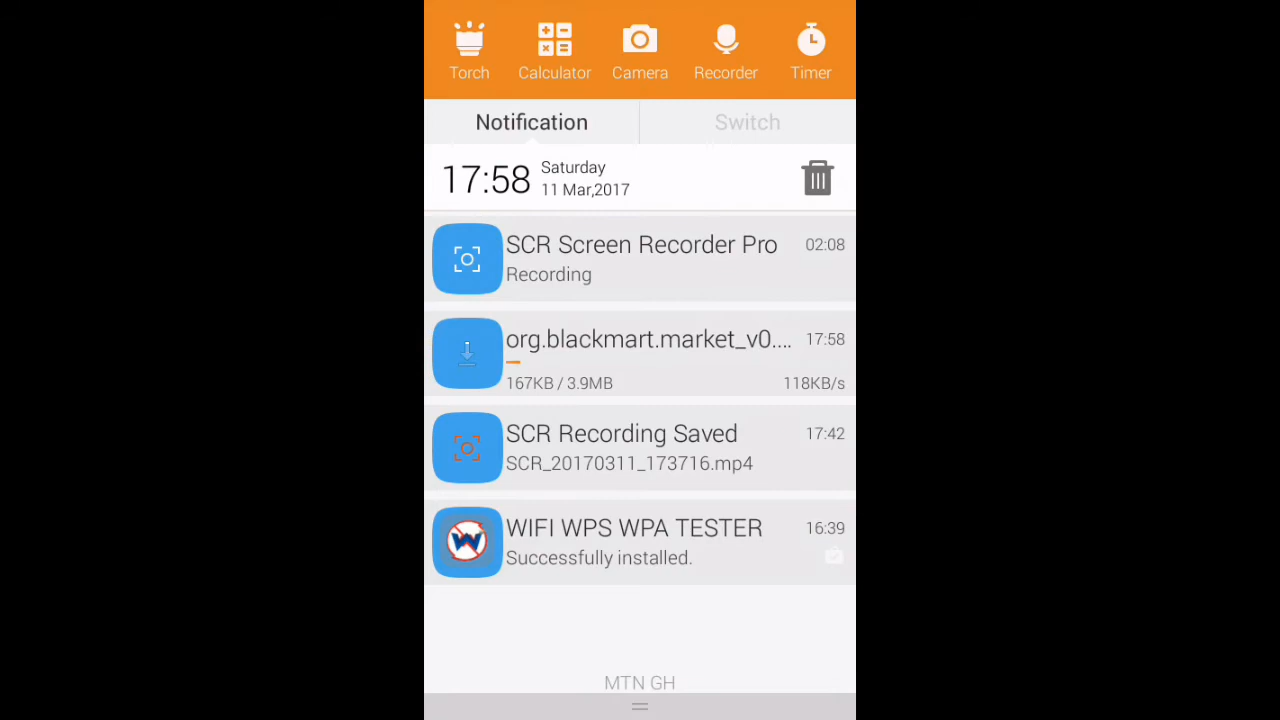 Torch Calculator Camera Recorder Timer
Notification Switch
17:58 Saturday
11 Mar,2017
SCR Screen Recorder Pro 02:08
Recording
org.blackmart.market_v0.... 17:58
167KB / 3.9MB 118KB/s
SCR Recording Saved 17:42
SCR_20170311_173716.mp4
WIFI WPS WPA TESTER 16:39
Successfully installed.
MTN GH